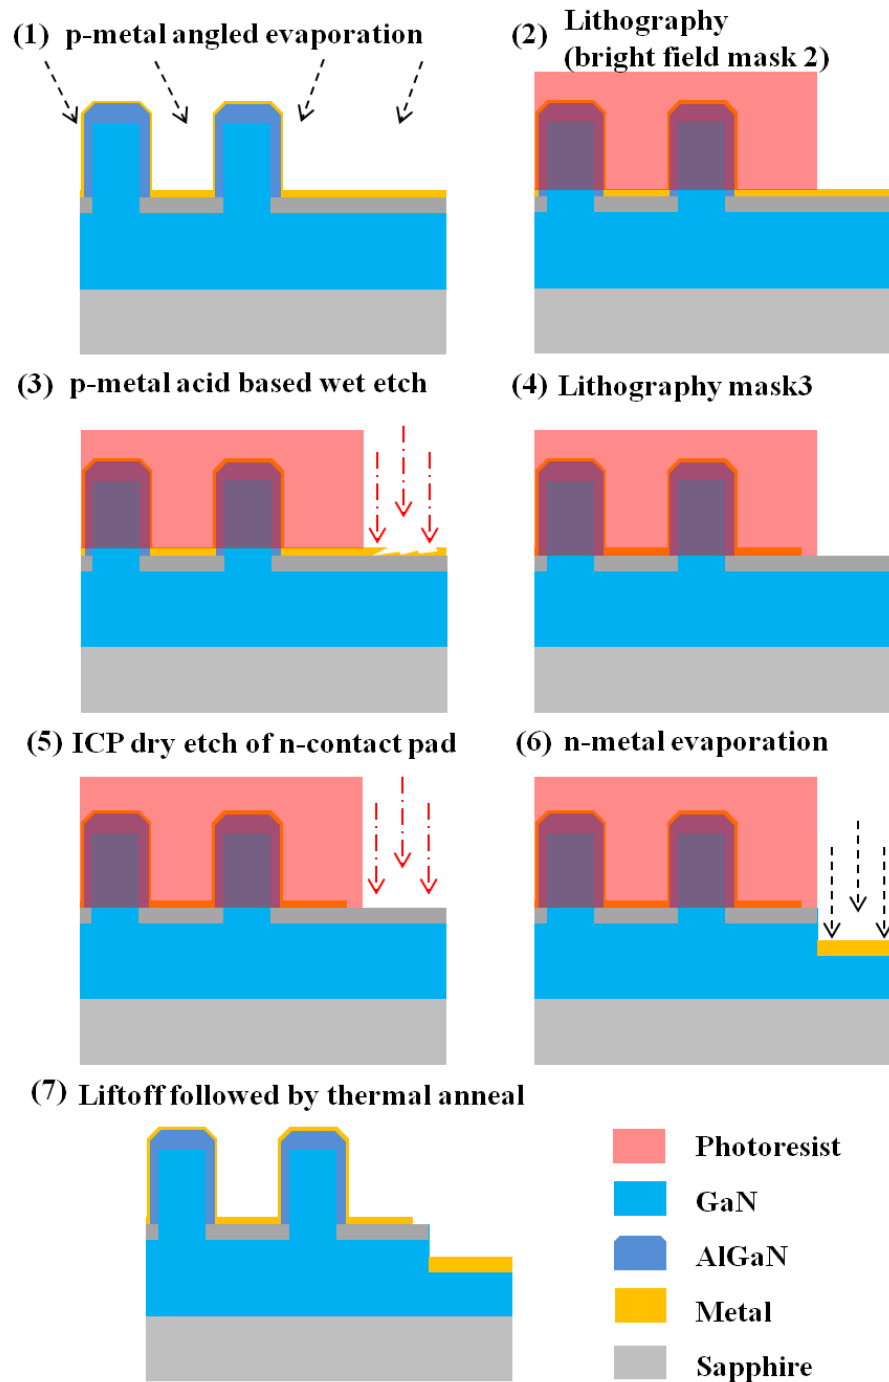 (1) p-metal angled evaporation
(2) Lithography
(bright field mask 2)
(3) p-metal acid based wet etch
(4) Lithography mask3
(5) ICP dry etch of n-contact pad
(6) n-metal evaporation
(7) Liftoff followed by thermal anneal
Photoresist
GaN
AlGaN
Metal
Sapphire